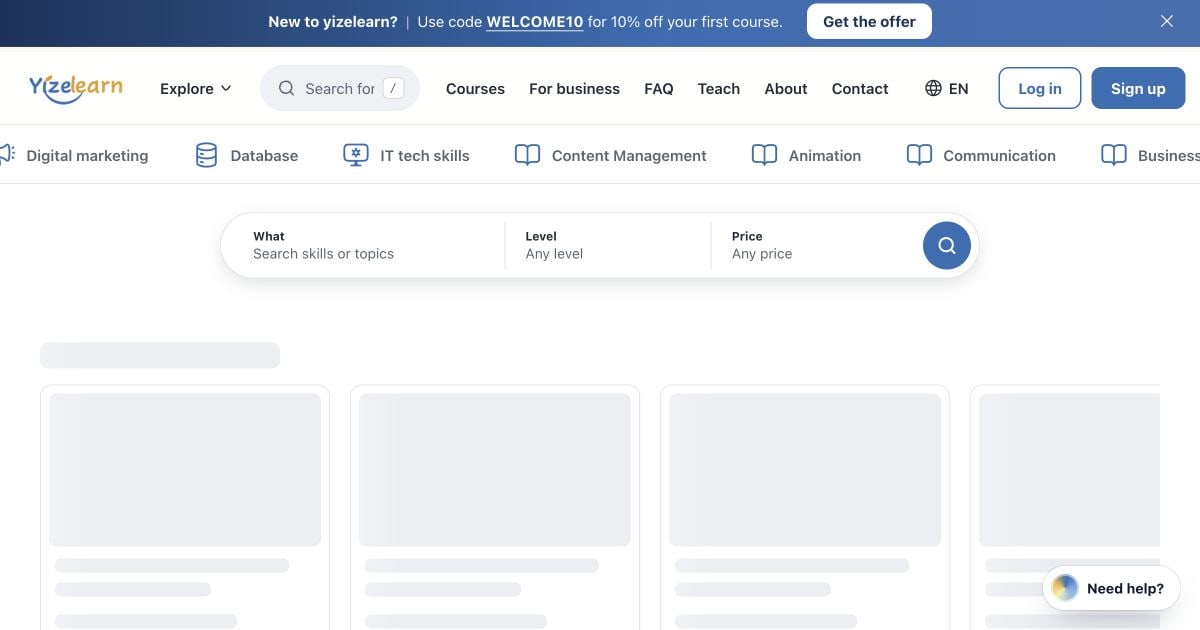 New to yizelearn? | Use code WELCOME10 for 10% off your first course. Get the offer
Yizelearn Explore Search for / Courses For business FAQ Teach About Contact EN Log in Sign up
Digital marketing Database IT tech skills Content Management Animation Communication Business
What Level Price
Search skills or topics Any level Any price
Need help?